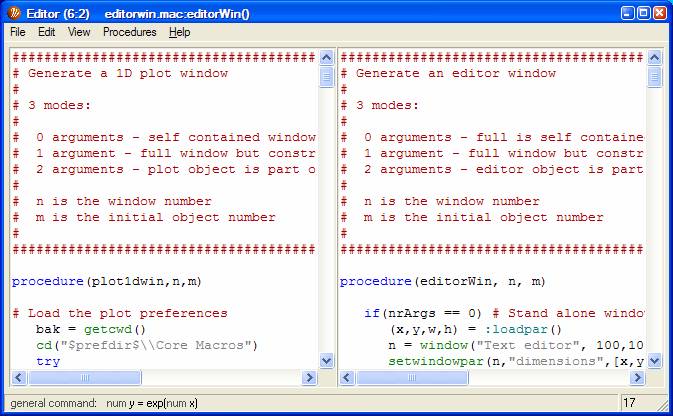 Editor (6:2)    editorwin.mac:editorWin()
File Edit View Procedures Help
######################################
# Generate a 1D plot window
#
# 3 modes:
#
#  0 arguments - self contained window
#  1 argument - full window but constr
#  2 arguments - plot object is part o
#
#  n is the window number
#  m is the initial object number
#
######################################
procedure(plot1dwin,n,m)
# Load the plot preferences
   bak = getcwd()
   cd("$prefdir$\\Core Macros")
   try
######################################
# Generate an editor window
#
# 3 modes:
#
#  0 arguments - full is self containe
#  1 argument - full window but constr
#  2 arguments - editor object is part
#
#  n is the window number
#  m is the initial object number
#
######################################
procedure(editorWin, n, m)
   if(nrArgs == 0) # Stand alone windo
      (x,y,w,h) = :loadpar()
      n = window("Text editor", 100,10
      setwindowpar(n,"dimensions",[x,y
general command: num y = exp(num x)
17